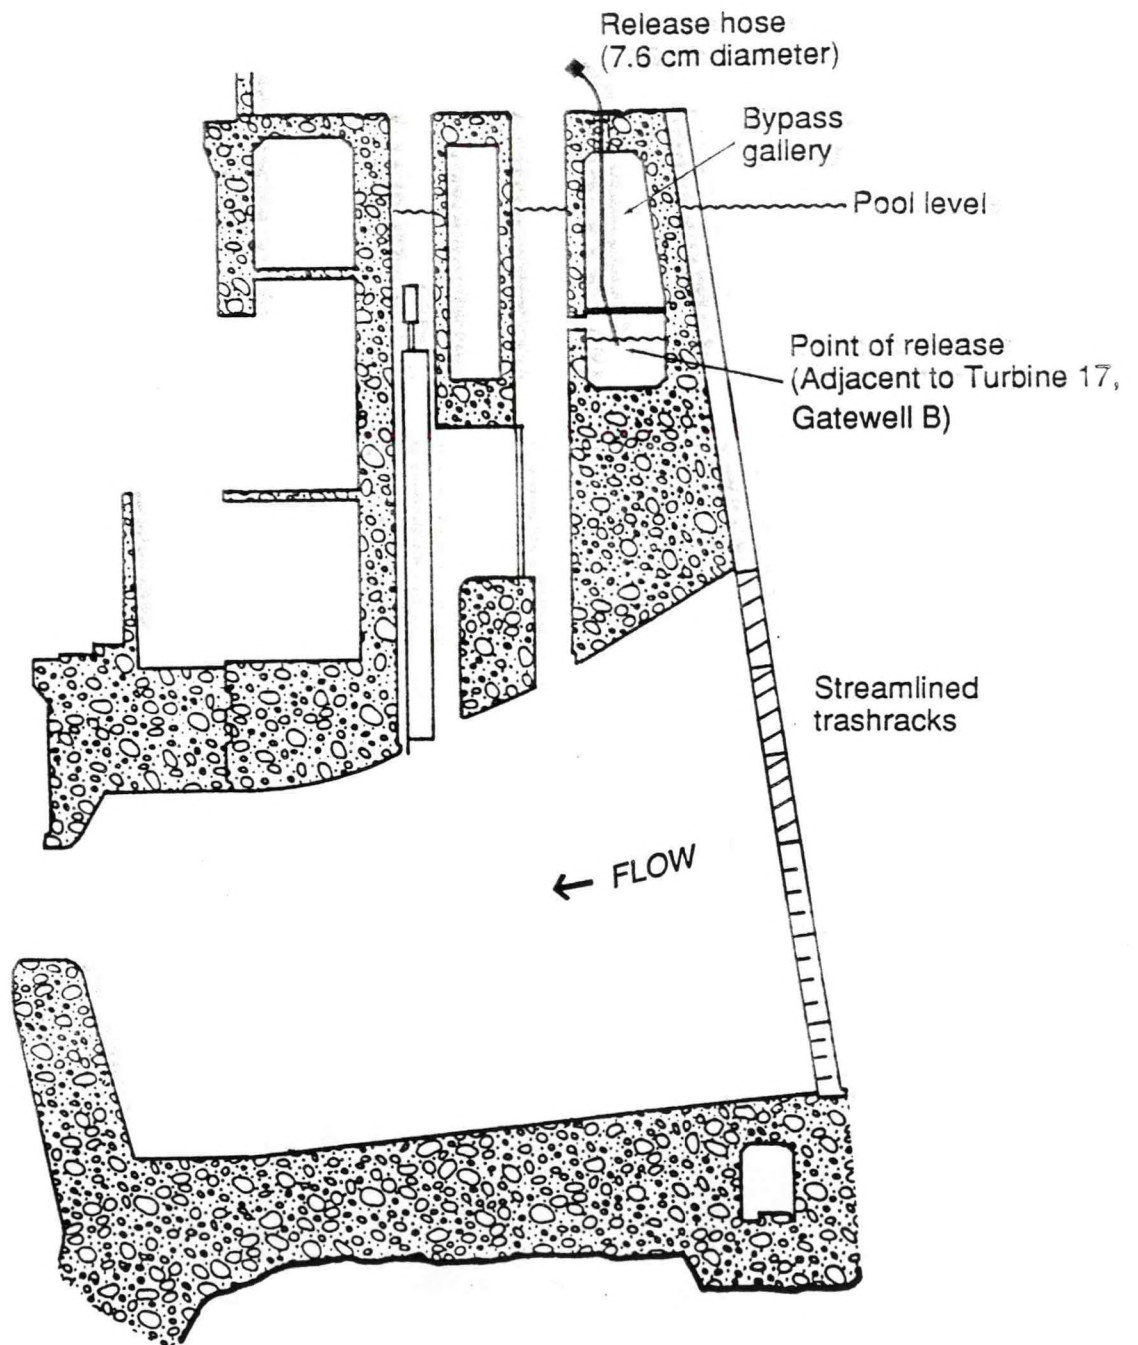 Release hose
(7.6 cm diameter)
Bypass
gallery
Pool level
Point of release
(Adjacent to Turbine 17,
Gatewell B)
Streamlined
trashracks
← FLOW